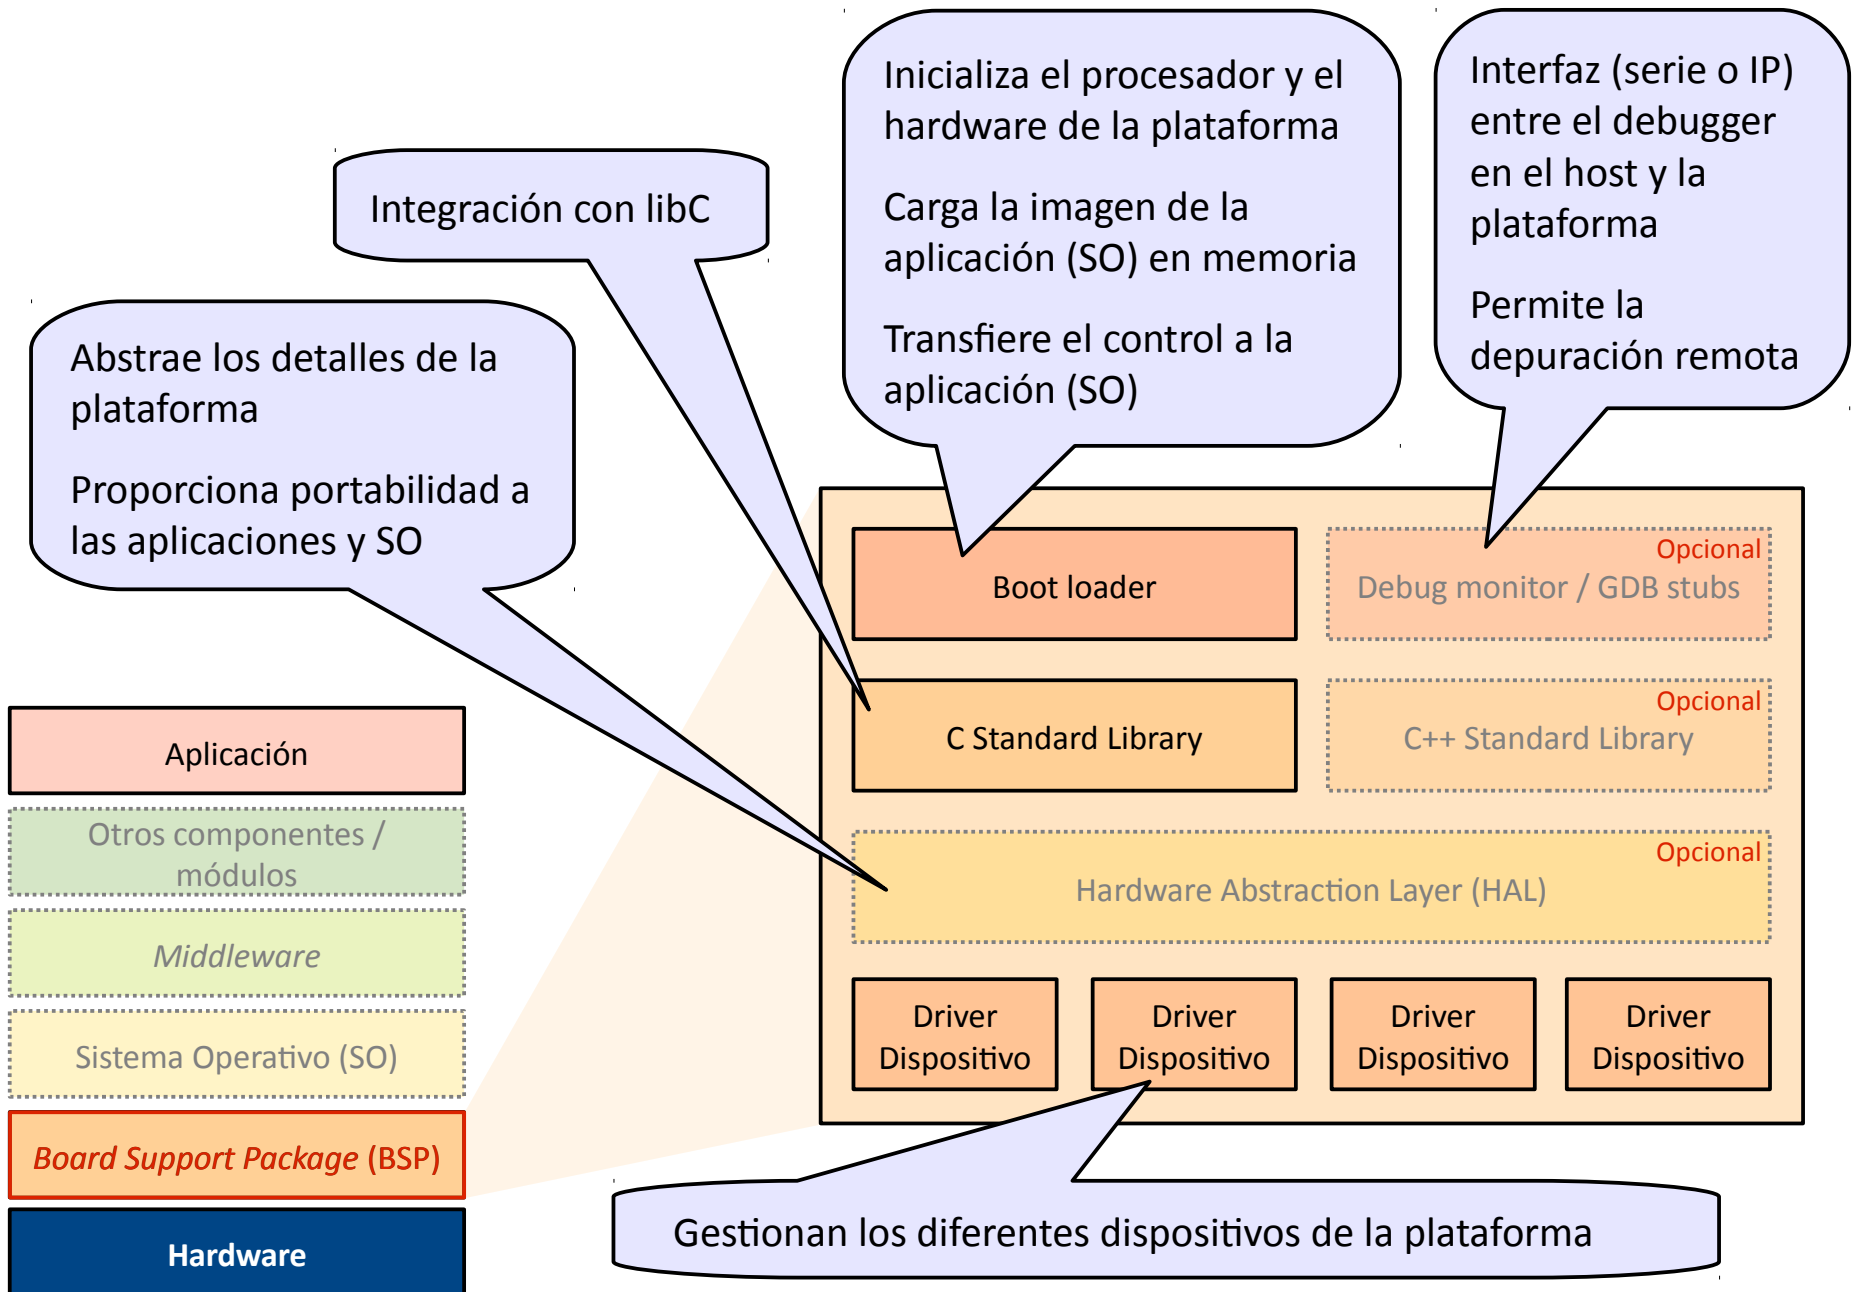 Inicializa el procesador y el
hardware de la plataforma
Carga la imagen de la
aplicación (SO) en memoria
Transfiere el control a la
aplicación (SO)
Interfaz (serie o IP)
entre el debugger
en el host y la
plataforma
Permite la
depuración remota
Integración con libC
Abstrae los detalles de la
plataforma
Proporciona portabilidad a
las aplicaciones y SO
Opcional
Boot loader
Debug monitor / GDB stubs
Opcional
C Standard Library
C++ Standard Library
Opcional
Hardware Abstraction Layer (HAL)
Driver
Dispositivo
Driver
Dispositivo
Driver
Dispositivo
Driver
Dispositivo
Gestionan los diferentes dispositivos de la plataforma
Aplicación
Otros componentes /
módulos
Middleware
Sistema Operativo (SO)
Board Support Package (BSP)
Hardware